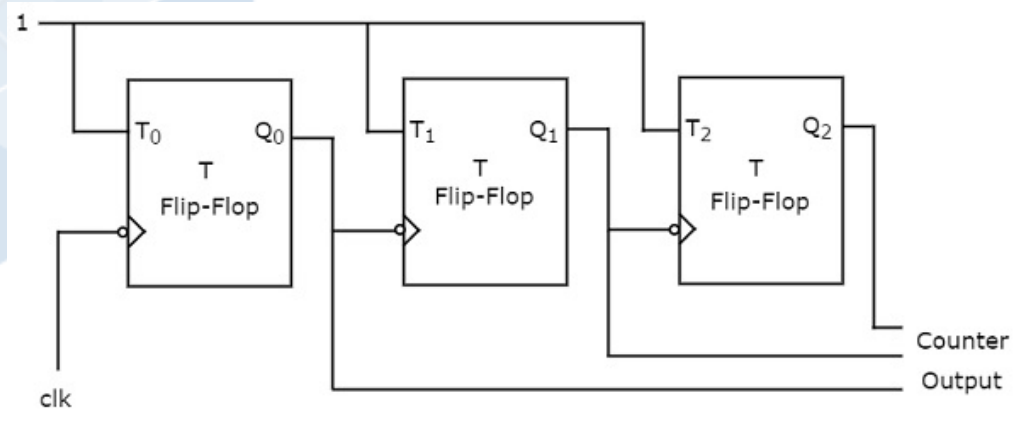 1
T₀
Q₀
T
Flip-Flop
T₁
Q₁
T
Flip-Flop
T₂
Q₂
T
Flip-Flop
clk
Counter
Output